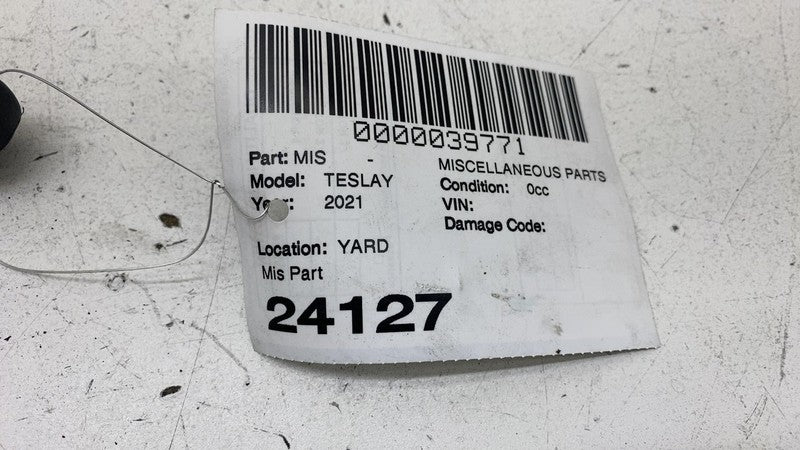 0000039771
Part: MIS - MISCELLANEOUS PARTS
Model: TESLAY Condition: 0cc
Year: 2021 VIN:
Damage Code:
Location: YARD
Mis Part
24127